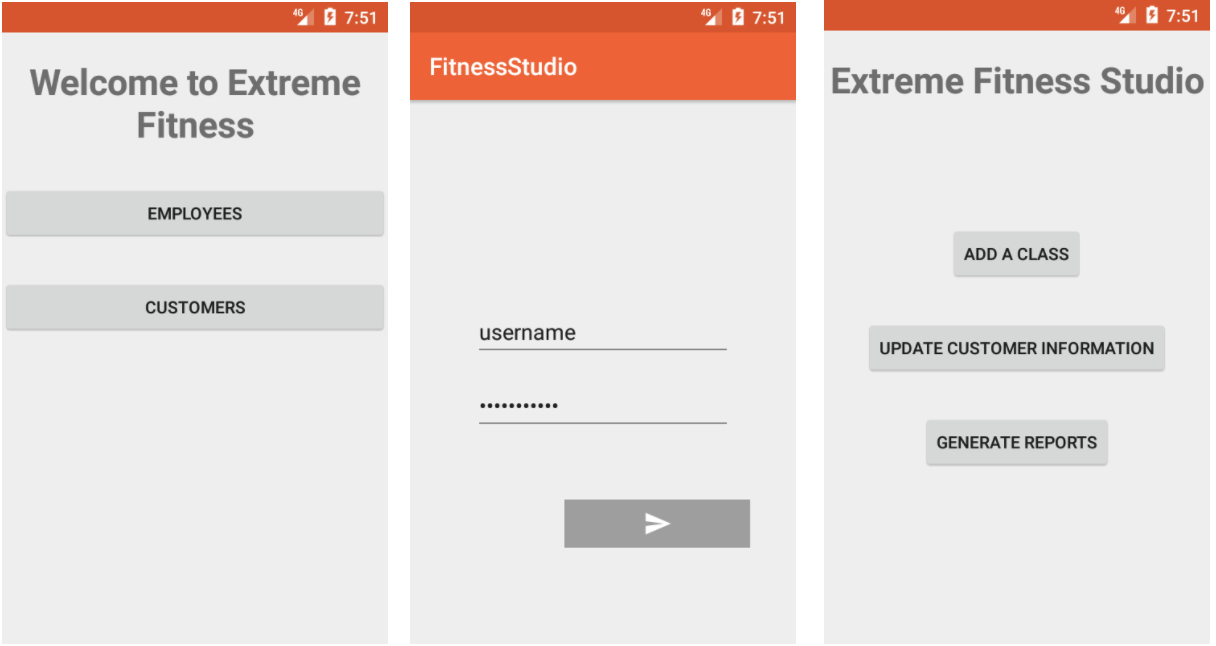 4G 7:51
Welcome to Extreme
Fitness
EMPLOYEES
CUSTOMERS
4G 7:51
FitnessStudio
username
•••••••••••
4G 7:51
Extreme Fitness Studio
ADD A CLASS
UPDATE CUSTOMER INFORMATION
GENERATE REPORTS